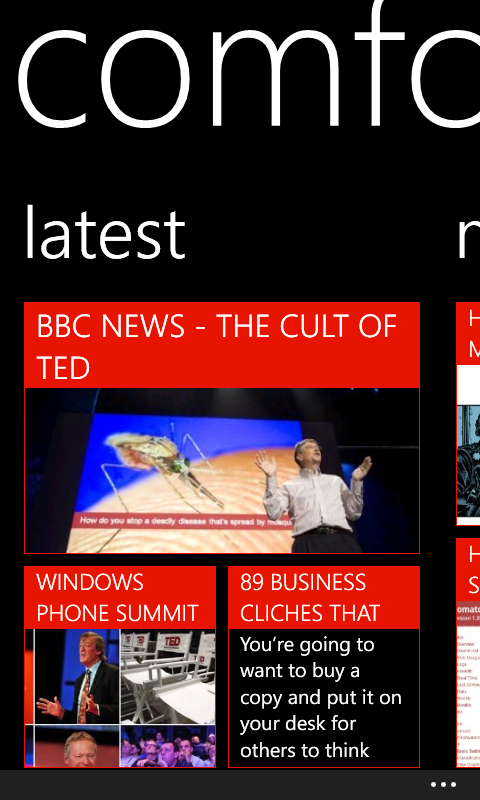 comfo
latest
BBC NEWS - THE CULT OF
TED
How do you stop a deadly disease that's spread by mosqu
WINDOWS
PHONE SUMMIT
TED
89 BUSINESS
CLICHES THAT
You're going to
want to buy a
copy and put it on
your desk for
others to think
H
M
H
S